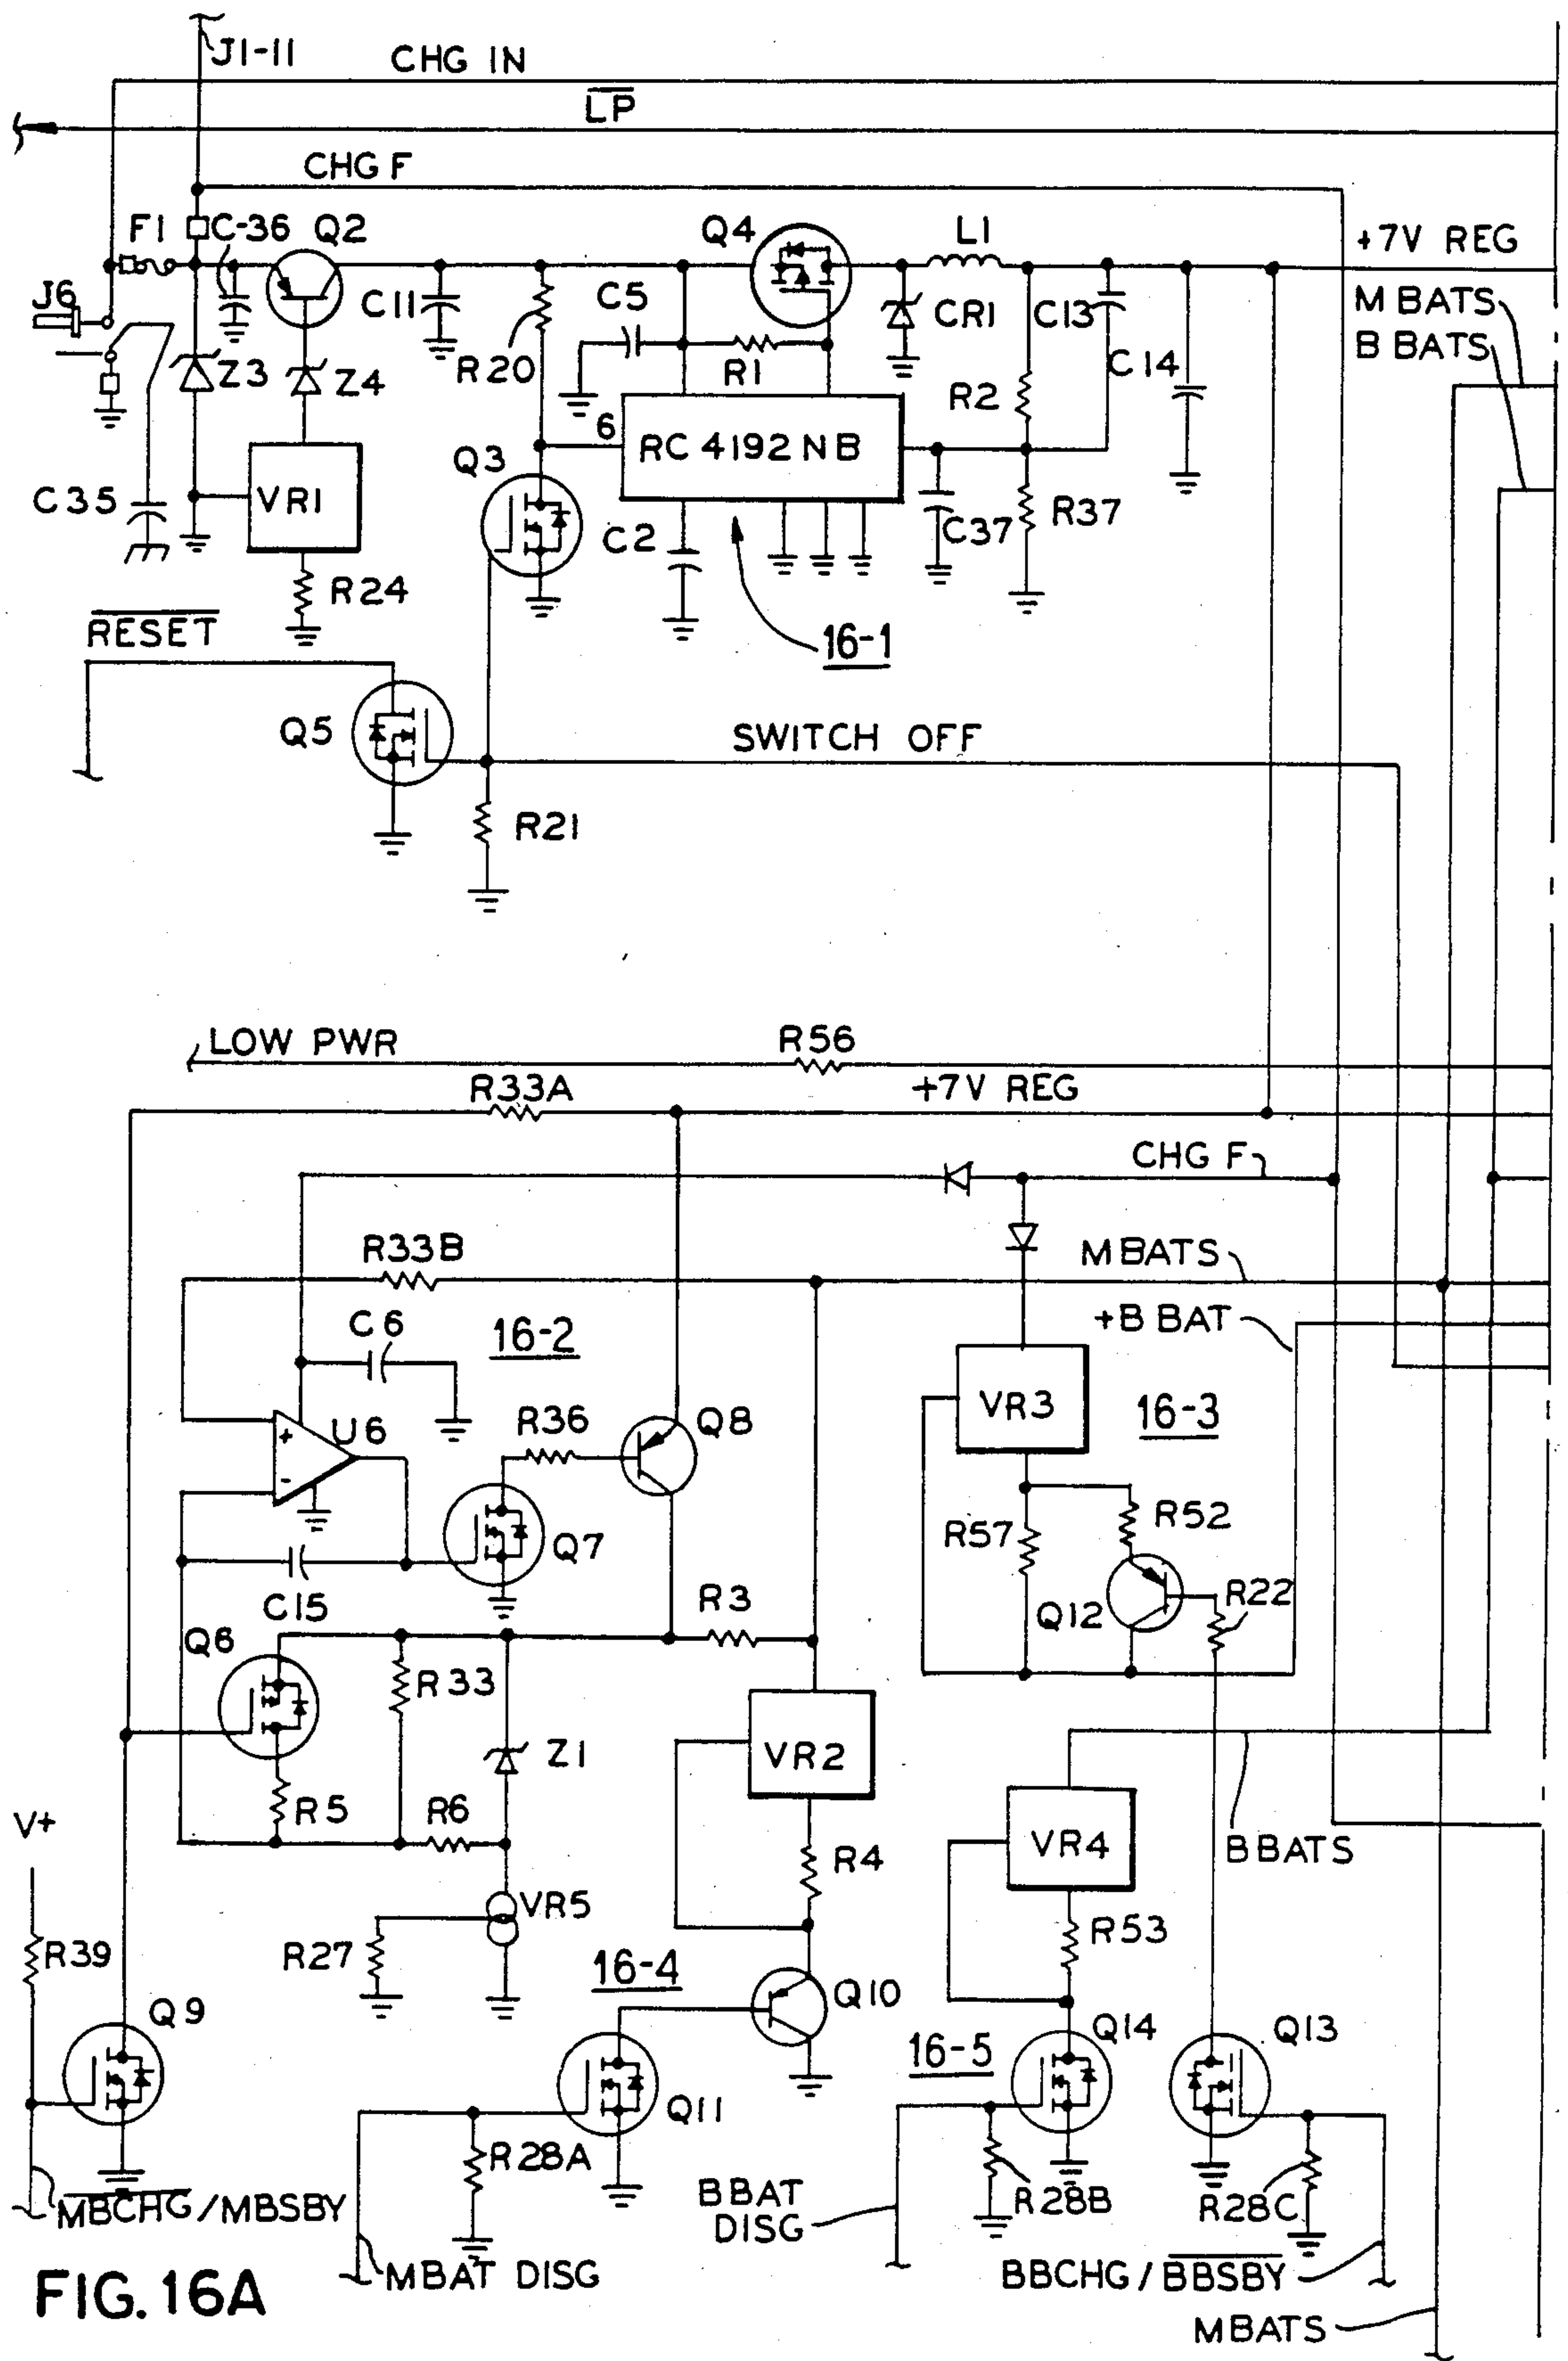 J1-11
CHG IN
L̅P̅
CHG F
F1
C-36
Q2
Q4
L1
+7V REG
J6
C11
C5
CR1
C13
M BATS
B BATS
R20
R1
C14
Z3
Z4
R2
6
RC 4192 NB
Q3
C35
VR1
C2
C37
R37
R24
R̅E̅S̅E̅T̅
16-1
Q5
SWITCH OFF
R21
LOW PWR
R56
R33A
+7V REG
CHG F
R33B
M BATS
C6
16-2
+B BAT
VR3
16-3
U6
+
-
R36
Q8
R57
R52
Q7
R3
Q12
R22
C15
Q6
R33
Z1
VR2
R5
R6
V+
R4
VR4
B BATS
VR5
R53
R39
R27
16-4
Q10
Q9
16-5
Q14
Q13
Q11
R28A
R28B
R28C
M̅B̅C̅H̅G̅/MBSBY
BBAT
DISG
MBAT DISG
BBCHG/B̅B̅S̅B̅Y̅
FIG. 16A
MBATS